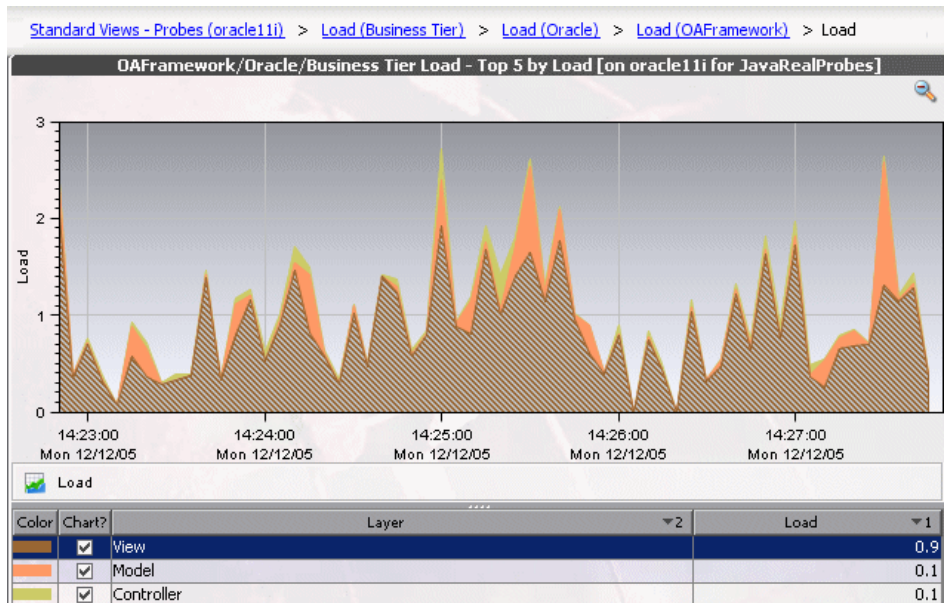 Standard Views - Probes (oracle11i) > Load (Business Tier) > Load (Oracle) > Load (OAFramework) > Load
OAFramework/Oracle/Business Tier Load - Top 5 by Load [on oracle11i for JavaRealProbes]
3
2
1
0
Load
14:23:00 14:24:00 14:25:00 14:26:00 14:27:00
Mon 12/12/05 Mon 12/12/05 Mon 12/12/05 Mon 12/12/05 Mon 12/12/05
Load
Color Chart? Layer 2 Load 1
View 0.9
Model 0.1
Controller 0.1